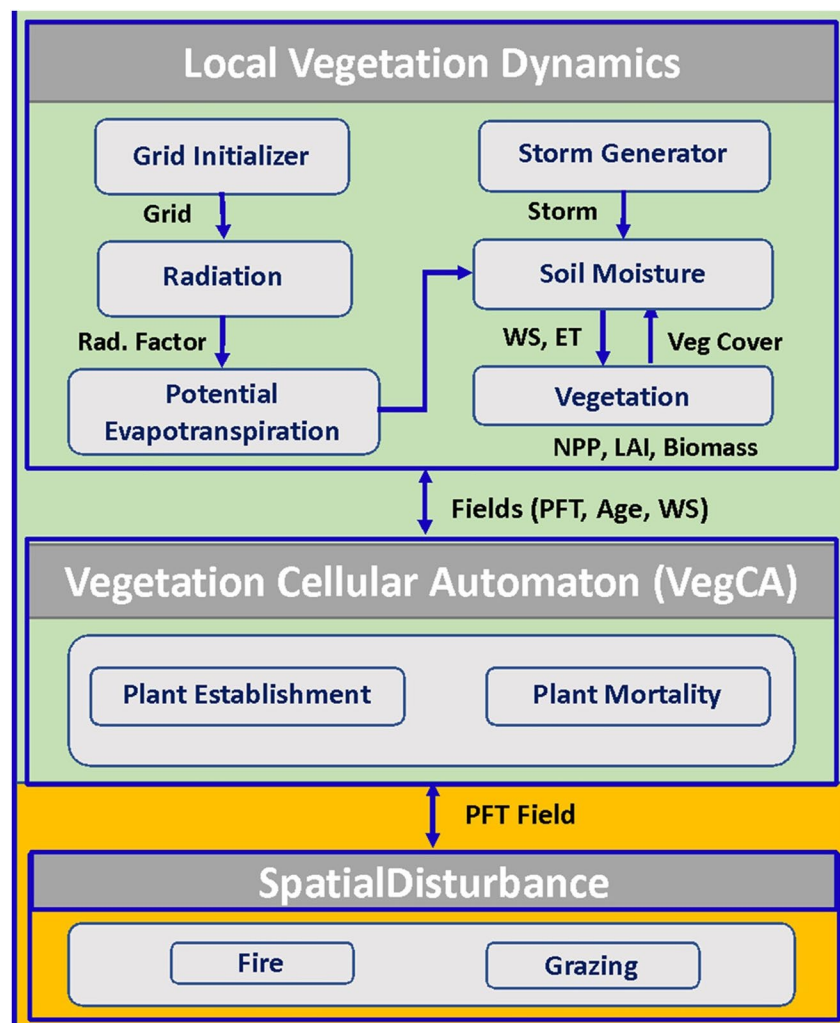 Local Vegetation Dynamics
Grid Initializer
Storm Generator
Grid
Storm
Radiation
Soil Moisture
Rad. Factor
WS, ET
Veg Cover
Potential
Evapotranspiration
Vegetation
NPP, LAI, Biomass
Fields (PFT, Age, WS)
Vegetation Cellular Automaton (VegCA)
Plant Establishment
Plant Mortality
PFT Field
SpatialDisturbance
Fire
Grazing